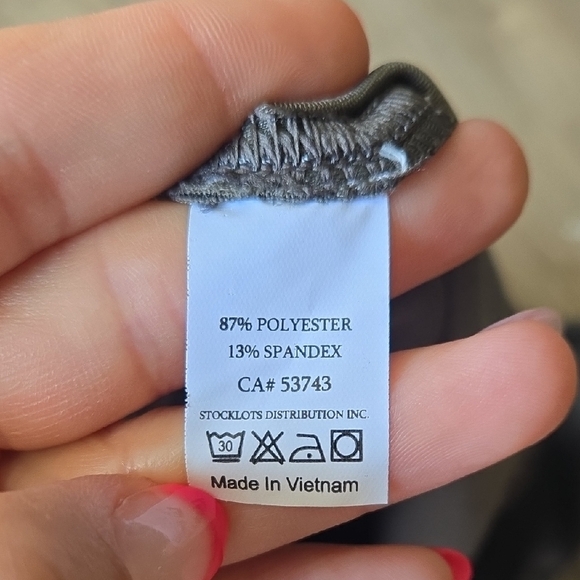 87% POLYESTER
13% SPANDEX
CA# 53743
STOCKLOTS DISTRIBUTION INC.
30
Made In Vietnam